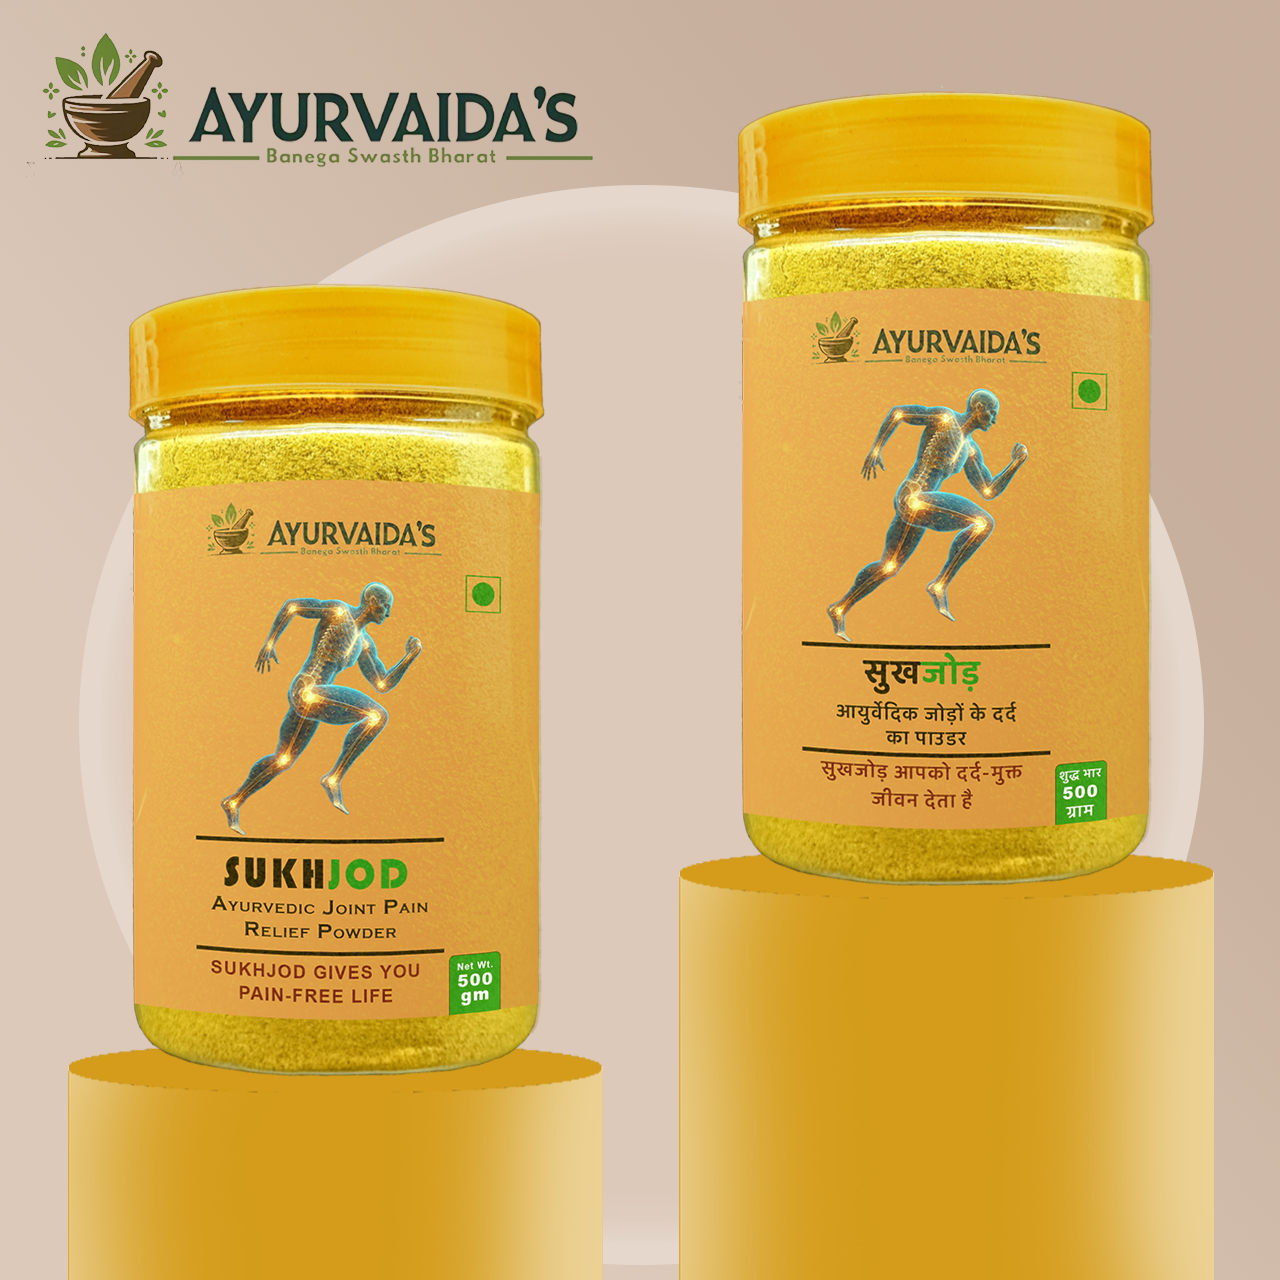 AYURVAIDA'S
Banega Swasth Bharat
AYURVAIDA'S
Banega Swasth Bharat
SUKHJOD
AYURVEDIC JOINT PAIN
RELIEF POWDER
SUKHJOD GIVES YOU
PAIN-FREE LIFE
Net Wt.
500
gm
AYURVAIDA'S
Banega Swasth Bharat
सुखजोड़
आयुर्वेदिक जोड़ों के दर्द
का पाउडर
सुखजोड़ आपको दर्द-मुक्त
जीवन देता है
शुद्ध भार
500
ग्राम